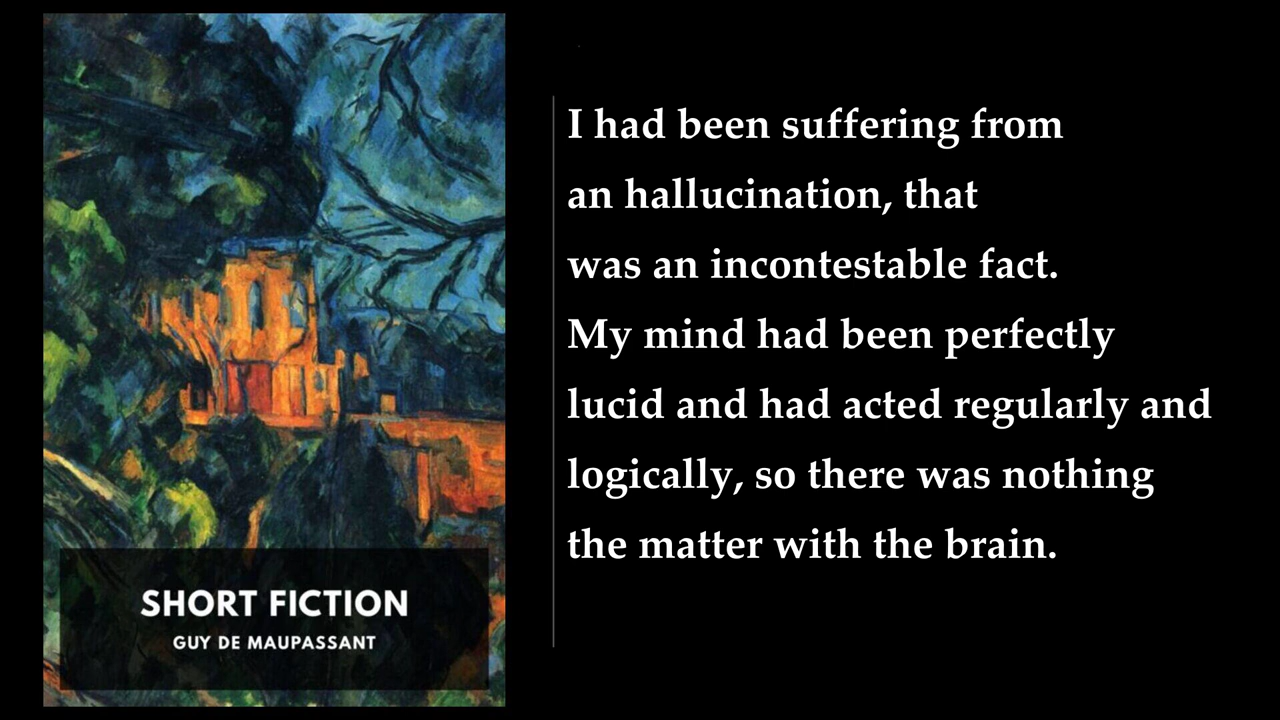 SHORT FICTION
GUY DE MAUPASSANT
I had been suffering from
an hallucination, that
was an incontestable fact.
My mind had been perfectly
lucid and had acted regularly and
logically, so there was nothing
the matter with the brain.